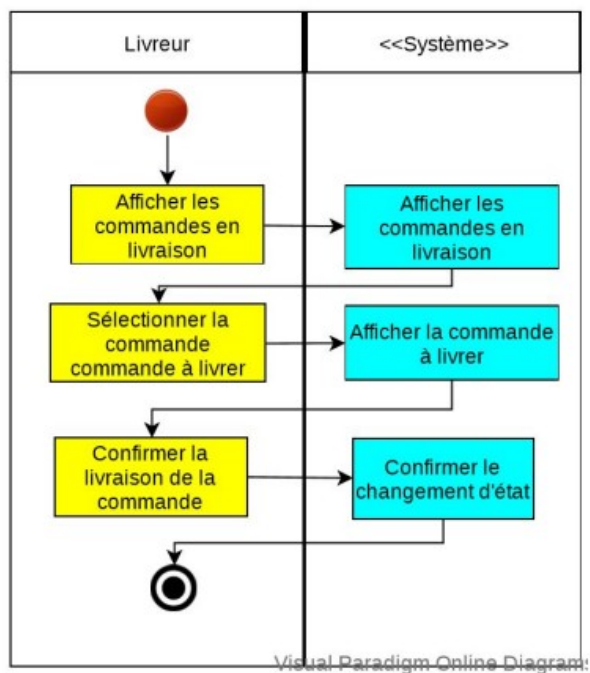 Livreur
<<Système>>
Afficher les
commandes en
livraison
Afficher les
commandes en
livraison
Sélectionner la
commande
commande à livrer
Afficher la commande
à livrer
Confirmer la
livraison de la
commande
Confirmer le
changement d'état
Visual Paradigm Online Diagrams